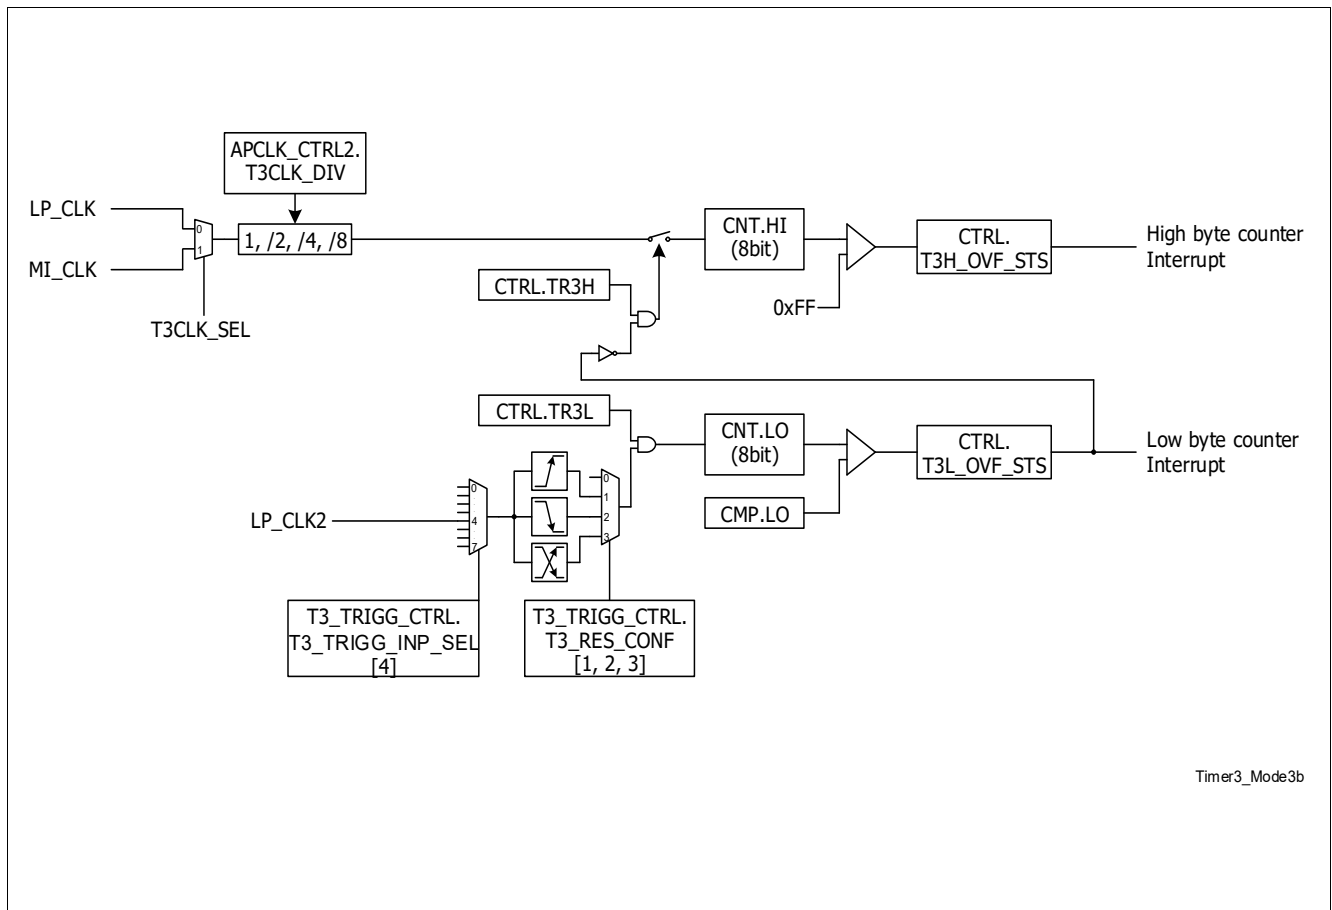 APCLK_CTRL2.
T3CLK_DIV
LP_CLK
0
1
MI_CLK
1, /2, /4, /8
T3CLK_SEL
CNT.HI
(8bit)
CTRL.
T3H_OVF_STS
High byte counter
Interrupt
CTRL.TR3H
0xFF
CTRL.TR3L
CNT.LO
(8bit)
CTRL.
T3L_OVF_STS
Low byte counter
Interrupt
CMP.LO
LP_CLK2
0
4
7
0
1
2
3
T3_TRIGG_CTRL.
T3_TRIGG_INP_SEL
[4]
T3_TRIGG_CTRL.
T3_RES_CONF
[1, 2, 3]
Timer3_Mode3b